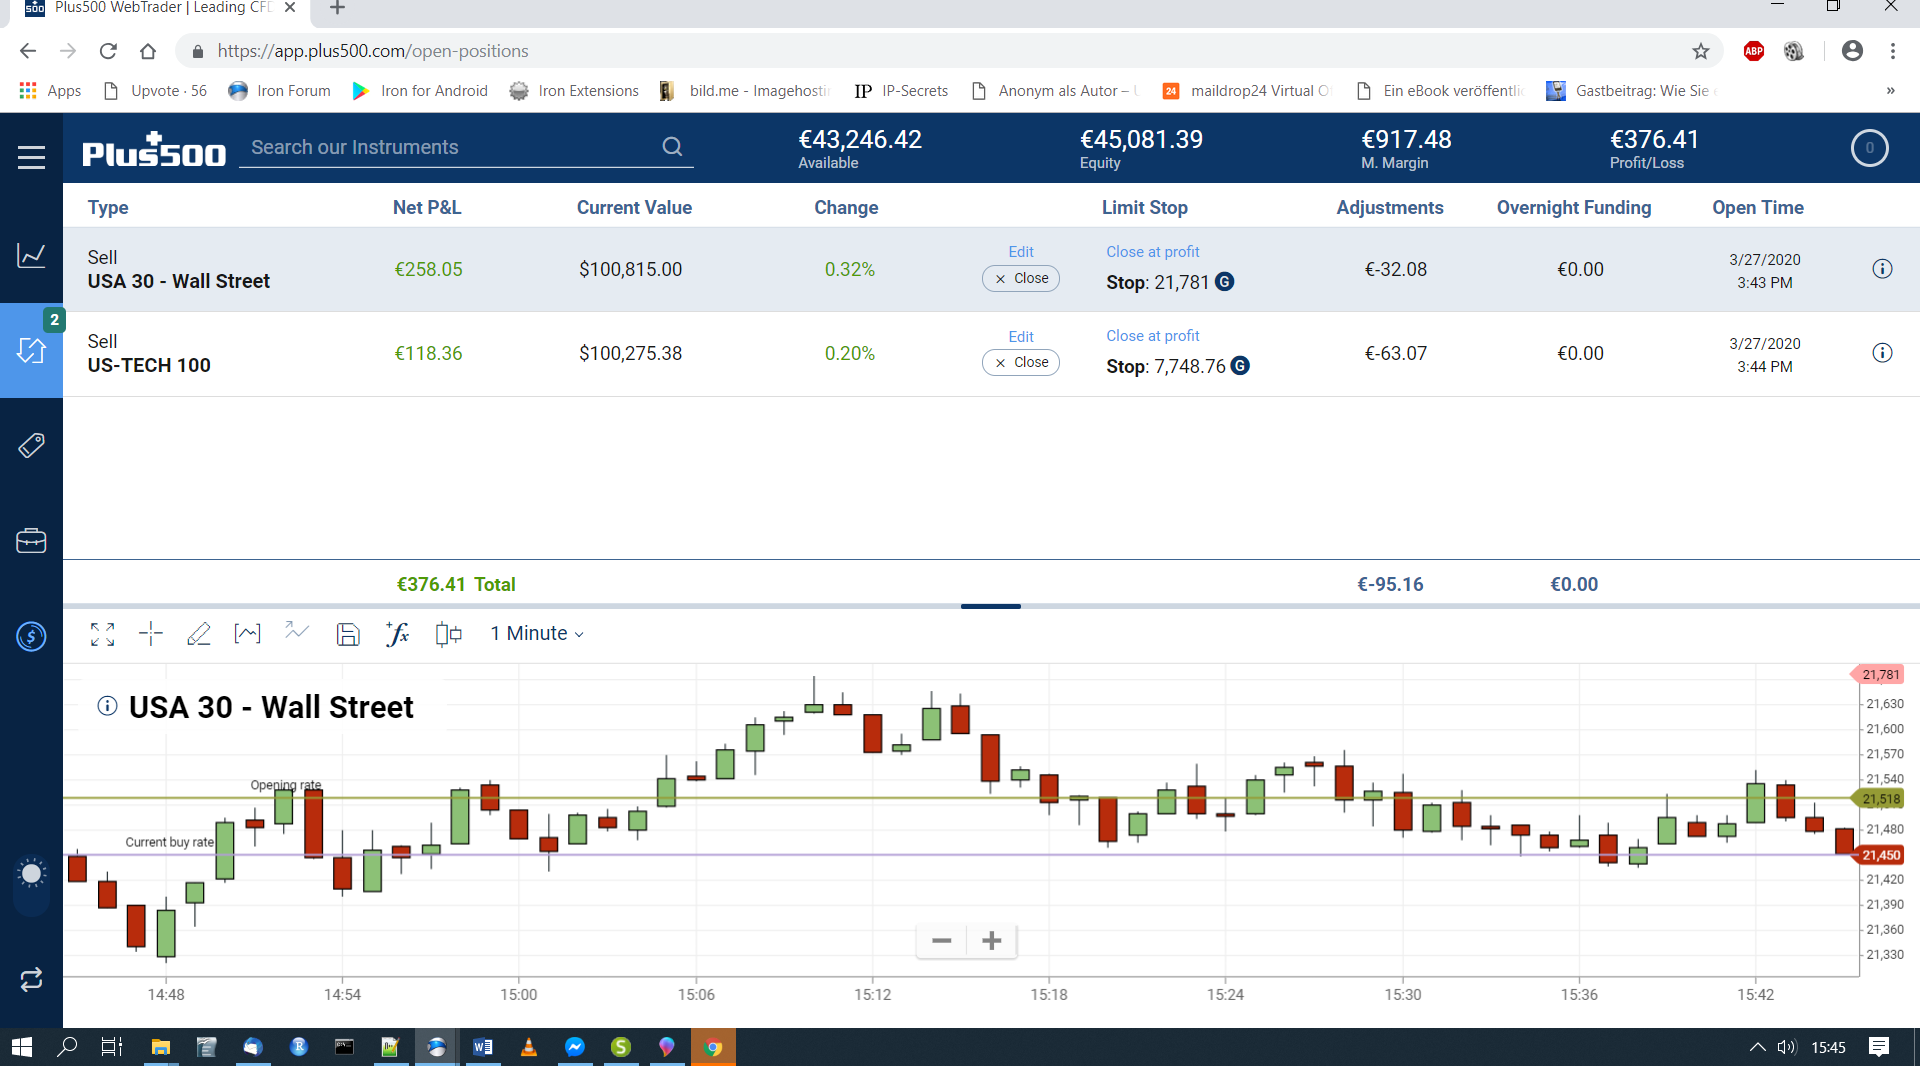 Plus500 WebTrader | Leading CFD
https://app.plus500.com/open-positions
ABP
Apps Upvote · 56 Iron Forum Iron for Android Iron Extensions bild.me - Imagehosti IP IP-Secrets Anonym als Autor – 24 maildrop24 Virtual O Ein eBook veröffentli Gastbeitrag: Wie Sie »
Plus500 Search our Instruments
€43,246.42 €45,081.39 €917.48 €376.41 0
Available Equity M. Margin Profit/Loss
Type Net P&L Current Value Change Limit Stop Adjustments Overnight Funding Open Time
Sell Edit Close at profit 3/27/2020
USA 30 - Wall Street €258.05 $100,815.00 0.32% × Close Stop: 21,781 G €-32.08 €0.00 3:43 PM
2
Sell Edit Close at profit 3/27/2020
US-TECH 100 €118.36 $100,275.38 0.20% × Close Stop: 7,748.76 G €-63.07 €0.00 3:44 PM
€376.41 Total €-95.16 €0.00
1 Minute
USA 30 - Wall Street
Opening rate
Current buy rate
21,781
21,630
21,600
21,570
21,540
21,518
21,480
21,450
21,420
21,390
21,360
21,330
14:48 14:54 15:00 15:06 15:12 15:18 15:24 15:30 15:36 15:42
15:45